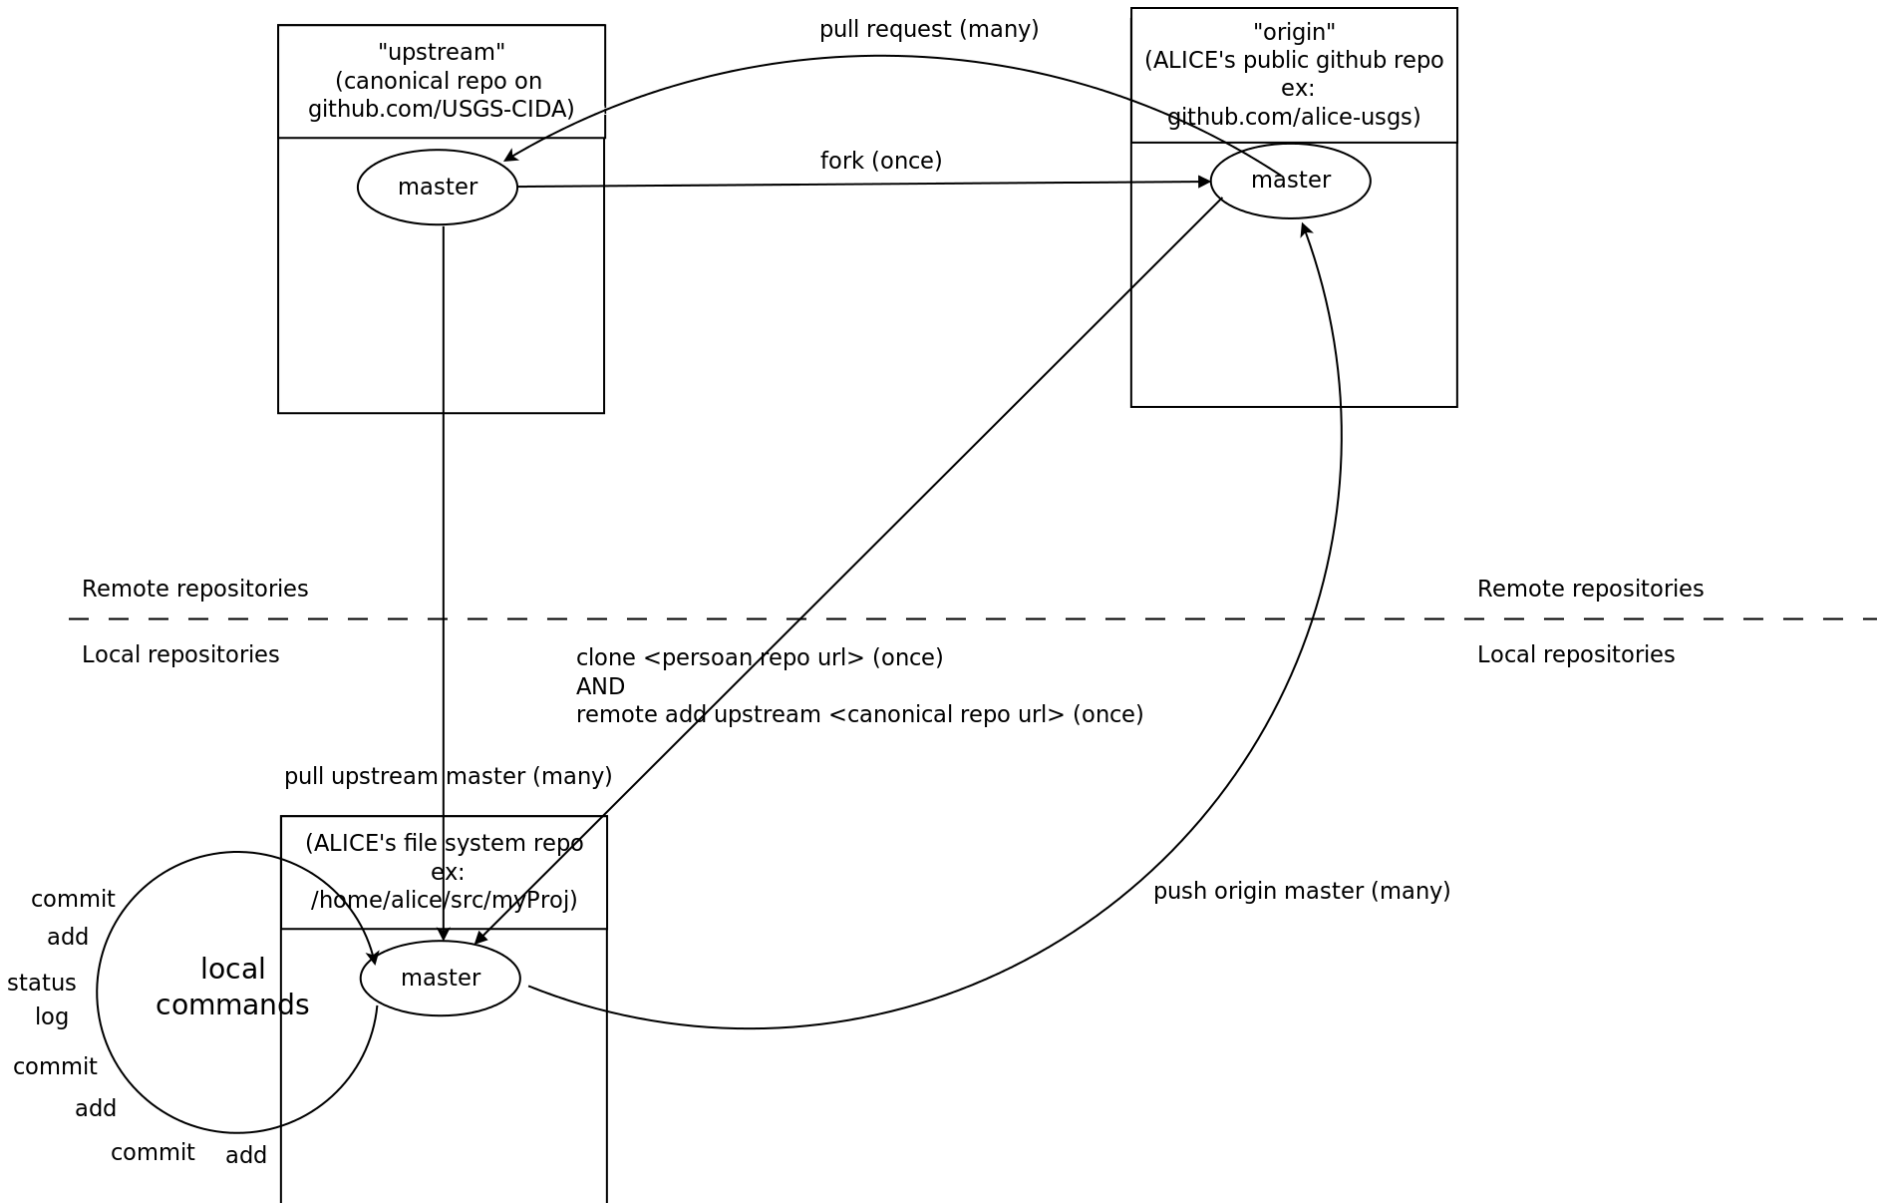 pull request (many)
"upstream"
(canonical repo on
github.com/USGS-CIDA)
"origin"
(ALICE's public github repo
ex:
github.com/alice-usgs)
master
fork (once)
master
Remote repositories
Remote repositories
Local repositories
Local repositories
clone <persoan repo url> (once)
AND
remote add upstream <canonical repo url> (once)
pull upstream master (many)
(ALICE's file system repo
ex:
/home/alice/src/myProj)
push origin master (many)
master
local
commands
commit
add
status
log
commit
add
commit
add